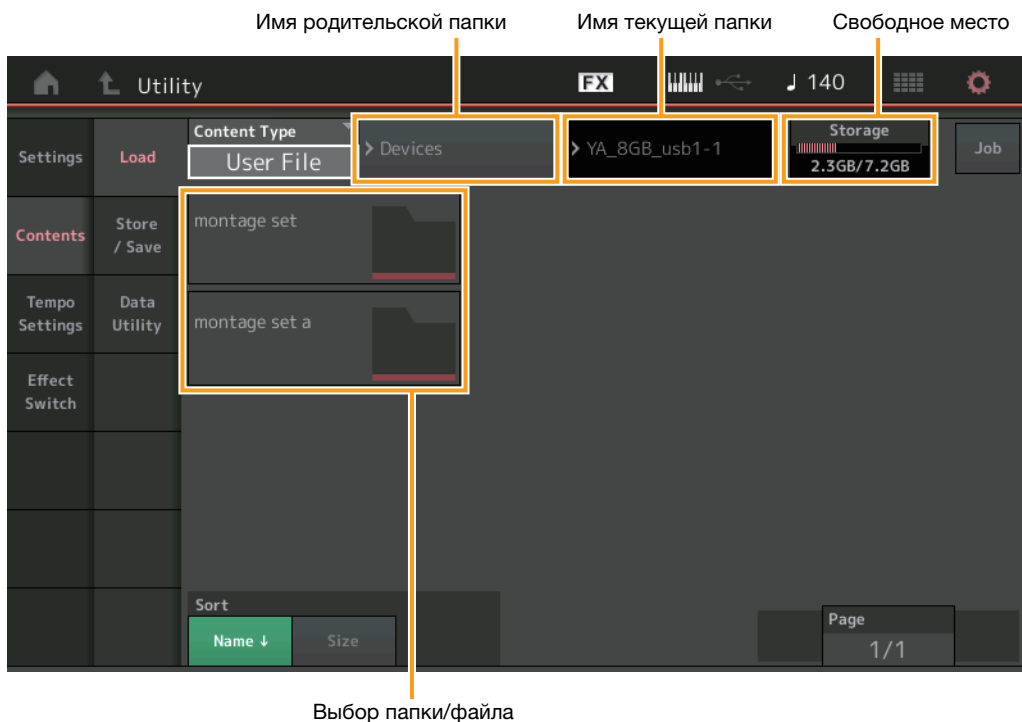 Имя родительской папки
Имя текущей папки
Свободное место
Utility
FX
140
Settings
Load
Content Type
User File
> Devices
> YA_8GB_usb1-1
Storage
2.3GB/7.2GB
Job
Contents
Store
/ Save
montage set
Tempo
Settings
Data
Utility
montage set a
Effect
Switch
Sort
Name ↓
Size
Page
1/1
Выбор папки/файла